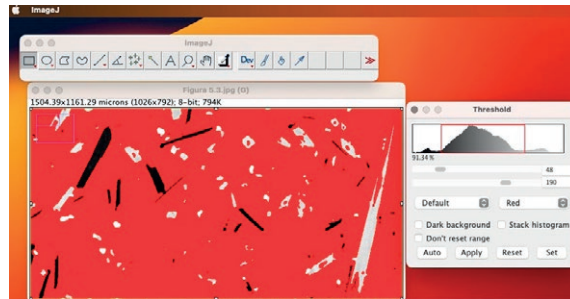 ImageJ
ImageJ
Dev
Figura 5.3.jpg (G)
1504.39x1161.29 microns (1026x792); 8-bit; 794K
Threshold
91.34 %
48
190
Default
Red
Dark background
Stack histogram
Don't reset range
Auto
Apply
Reset
Set